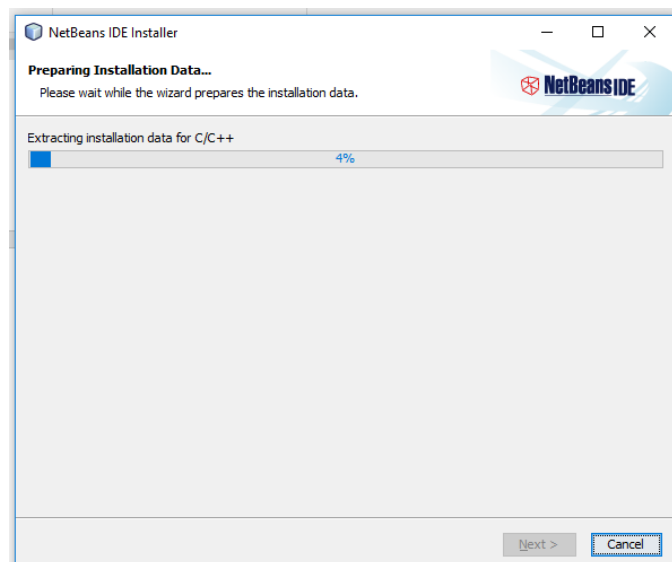 NetBeans IDE Installer
Preparing Installation Data...
Please wait while the wizard prepares the installation data.
NetBeans IDE
Extracting installation data for C/C++
4%
Next >
Cancel